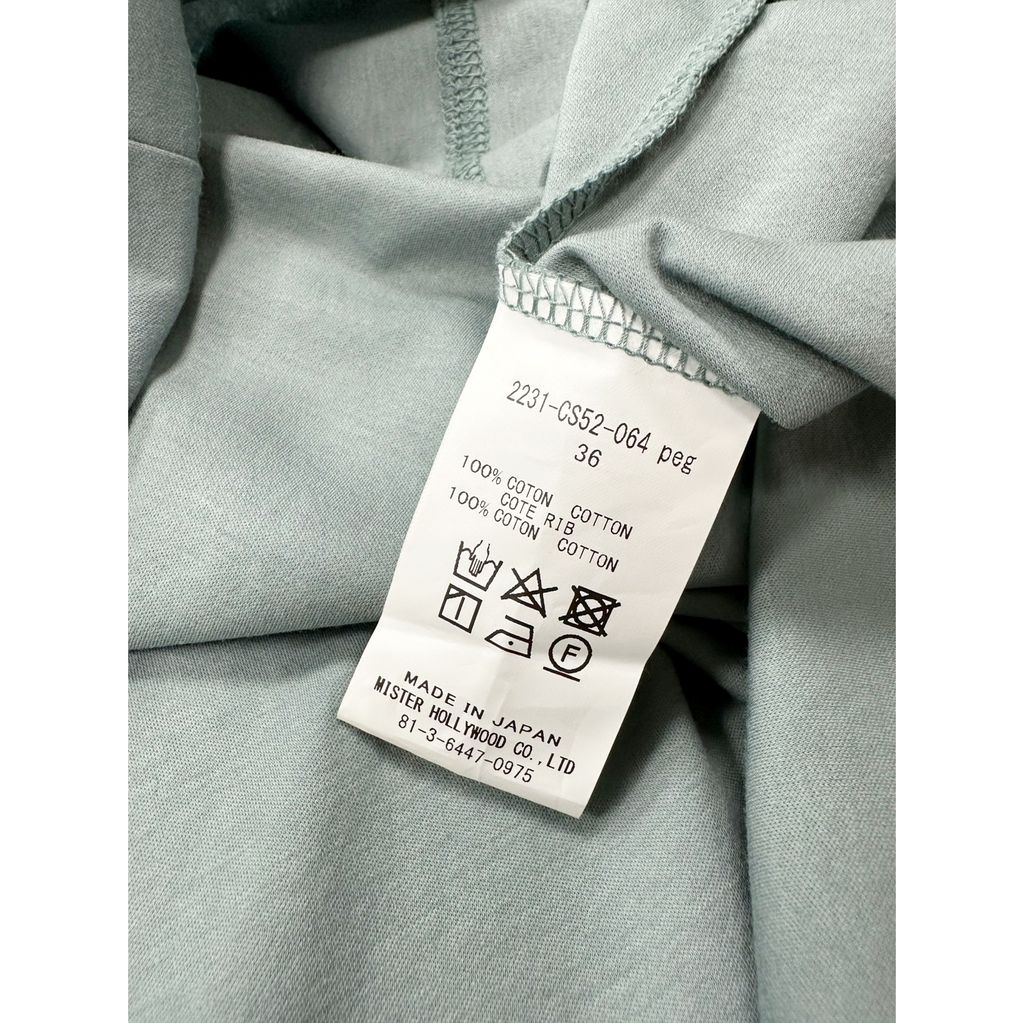 2231-CS52-064 peg
36
100% COTON COTTON
COTE RIB
100% COTON COTTON
F
MADE IN JAPAN
MISTER HOLLYWOOD CO.,LTD
81-3-6447-0975